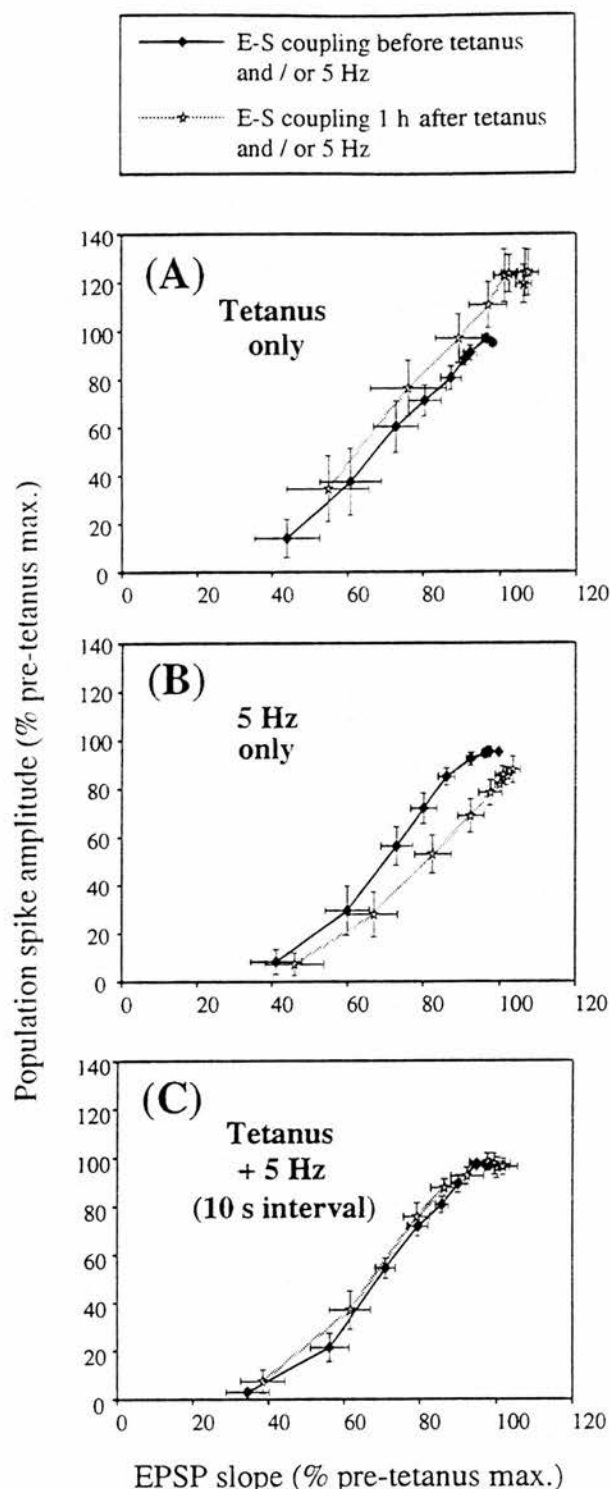 E-S coupling before tetanus
and / or 5 Hz
E-S coupling 1 h after tetanus
and / or 5 Hz
Population spike amplitude (% pre-tetanus max.)
140
120
100
80
60
40
20
0
(A)
Tetanus
only
0 20 40 60 80 100 120
140
120
100
80
60
40
20
0
(B)
5 Hz
only
0 20 40 60 80 100 120
140
120
100
80
60
40
20
0
(C)
Tetanus
+ 5 Hz
(10 s interval)
0 20 40 60 80 100 120
EPSP slope (% pre-tetanus max.)